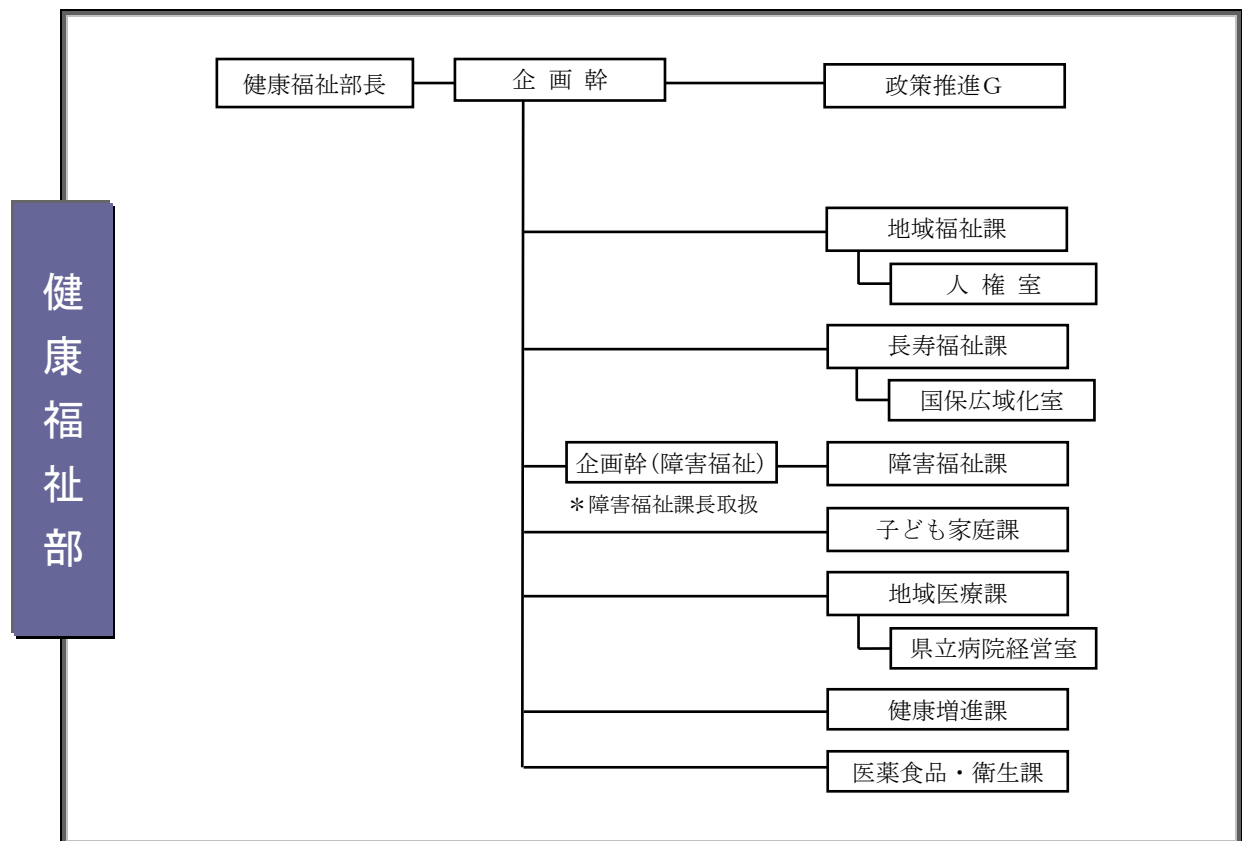 健康福祉部
健康福祉部長
企 画 幹
政策推進G
地域福祉課
人 権 室
長寿福祉課
国保広域化室
企画幹(障害福祉)
障害福祉課
＊障害福祉課長取扱
子ども家庭課
地域医療課
県立病院経営室
健康増進課
医薬食品・衛生課